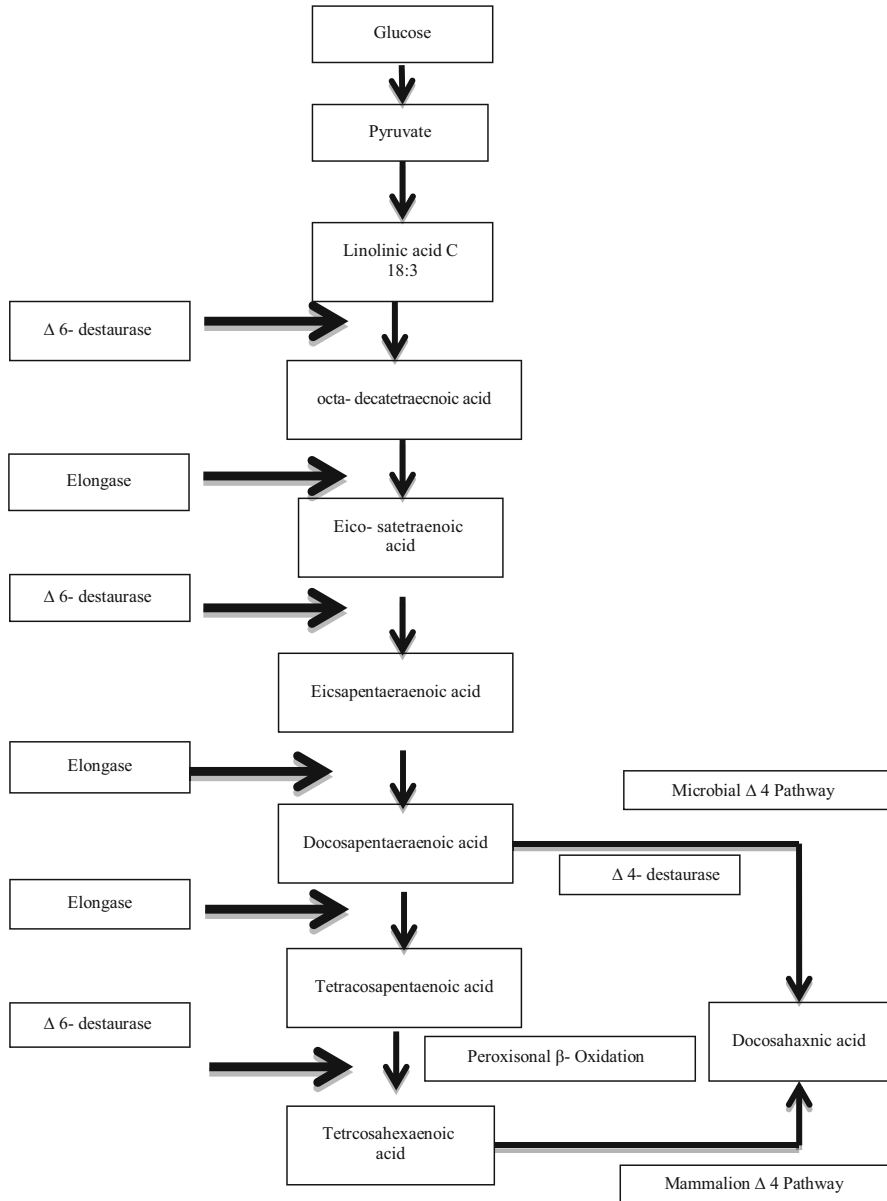 Glucose
Pyruvate
Linolinic acid C
18:3
Δ 6- destaurase
octa- decatetraecnoic acid
Elongase
Eico- satetraenoic
acid
Δ 6- destaurase
Eicsapentaeraenoic acid
Elongase
Microbial Δ 4 Pathway
Docosapentaeraenoic acid
Δ 4- destaurase
Elongase
Tetracosapentaenoic acid
Δ 6- destaurase
Peroxisonal β- Oxidation
Docosahaxnic acid
Tetrcosahexaenoic
acid
Mammalion Δ 4 Pathway